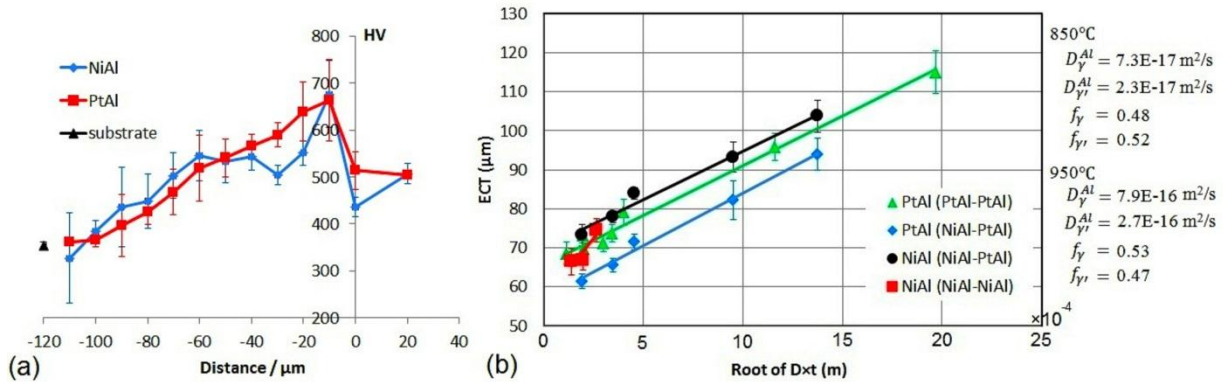 800
HV
700
600
500
400
300
200
NiAl
PtAl
substrate
-120
-100
-80
-60
-40
-20
0
20
40
Distance / µm
(a)
130
120
110
100
90
80
70
60
50
ECT (µm)
PtAl (PtAl-PtAl)
PtAl (NiAl-PtAl)
NiAl (NiAl-PtAl)
NiAl (NiAl-NiAl)
0
5
10
15
20
25
×10⁻⁴
Root of D×t (m)
(b)
850°C
D_γ^Al = 7.3E-17 m²/s
D_γ'^Al = 2.3E-17 m²/s
f_γ = 0.48
f_γ' = 0.52
950°C
D_γ^Al = 7.9E-16 m²/s
D_γ'^Al = 2.7E-16 m²/s
f_γ = 0.53
f_γ' = 0.47